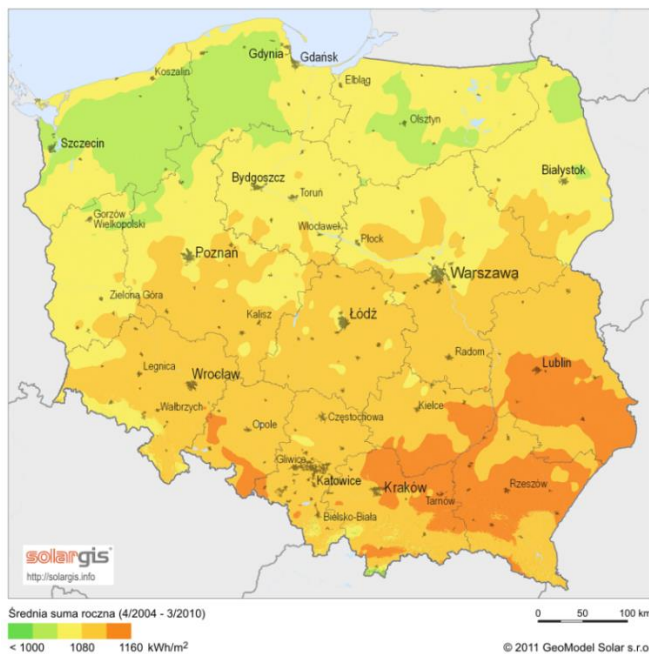 Gdynia
Gdańsk
Koszalin
Elbląg
Olsztyn
Szczecin
Białystok
Bydgoszcz
Toruń
Gorzów
Wielkopolski
Włocławek
Płock
Poznań
Warszawa
Zielona Góra
Kalisz
Łódź
Radom
Lublin
Legnica
Wrocław
Wałbrzych
Opole
Częstochowa
Kielce
Gliwice
Katowice
Kraków
Tarnów
Rzeszów
Bielsko-Biała
solargis
http://solargis.info
Średnia suma roczna (4/2004 - 3/2010)
< 1000 1080 1160 kWh/m²
0 50 100 km
© 2011 GeoModel Solar s.r.o